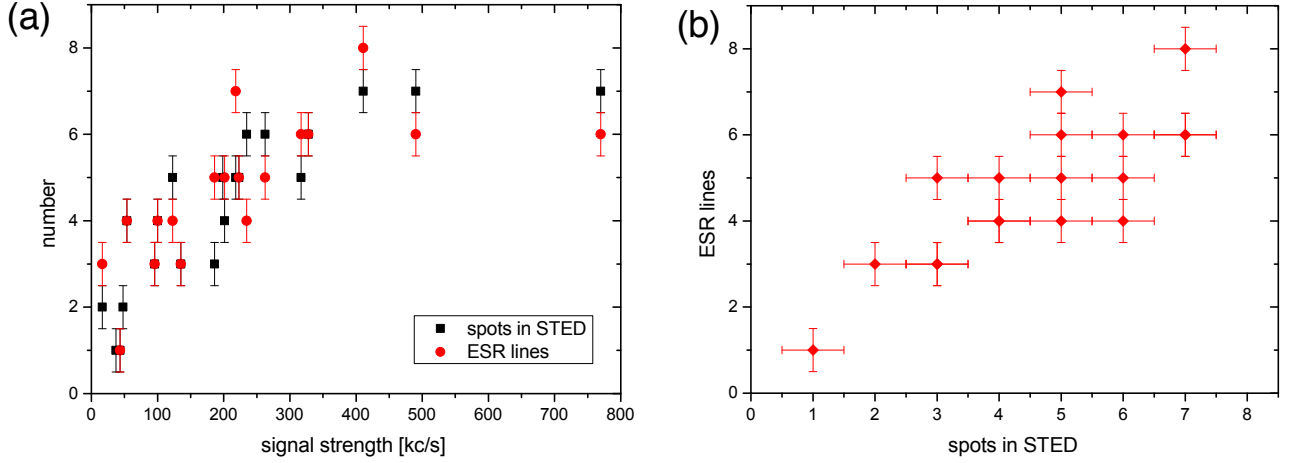 (a)
number
8
6
4
2
0
0 100 200 300 400 500 600 700 800
signal strength [kc/s]
spots in STED
ESR lines
(b)
ESR lines
8
6
4
2
0
0 1 2 3 4 5 6 7 8
spots in STED